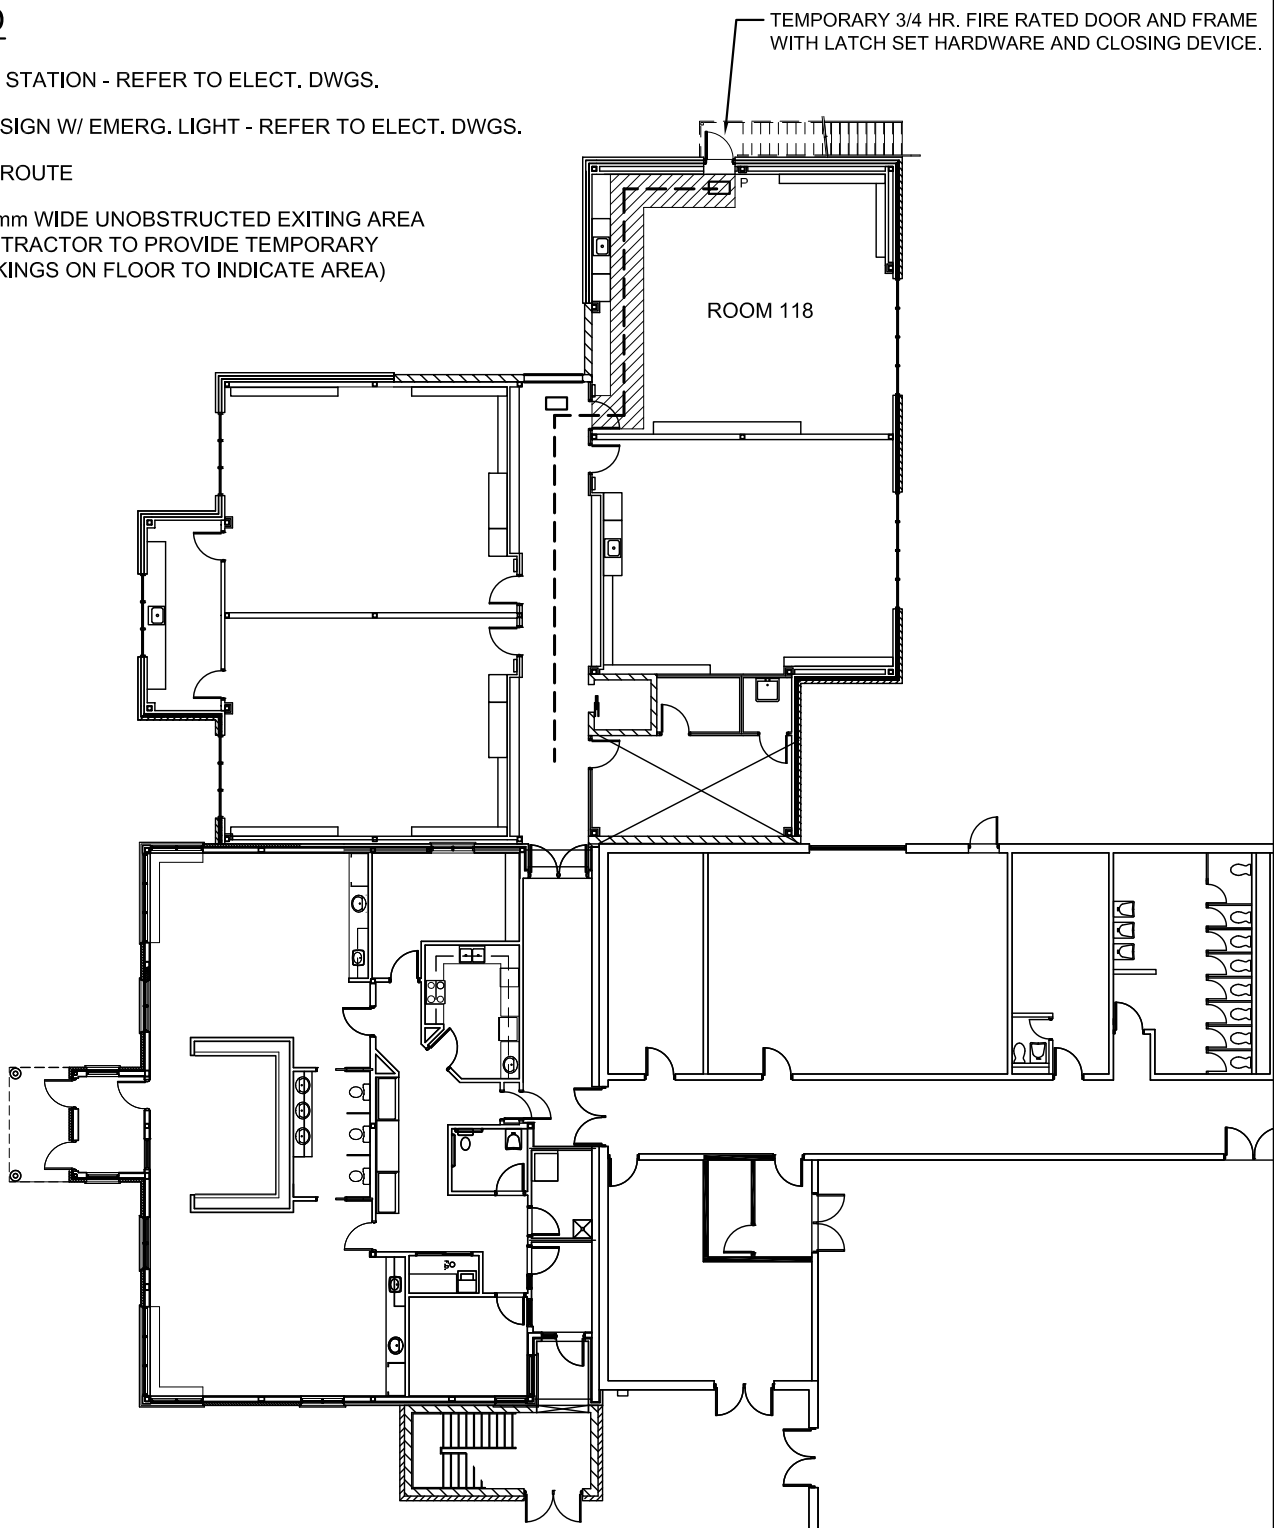 TEMPORARY 3/4 HR. FIRE RATED DOOR AND FRAME
WITH LATCH SET HARDWARE AND CLOSING DEVICE.
STATION - REFER TO ELECT. DWGS.
SIGN W/ EMERG. LIGHT - REFER TO ELECT. DWGS.
ROUTE
mm WIDE UNOBSTRUCTED EXITING AREA
TRACTOR TO PROVIDE TEMPORARY
KINGS ON FLOOR TO INDICATE AREA)
P
ROOM 118